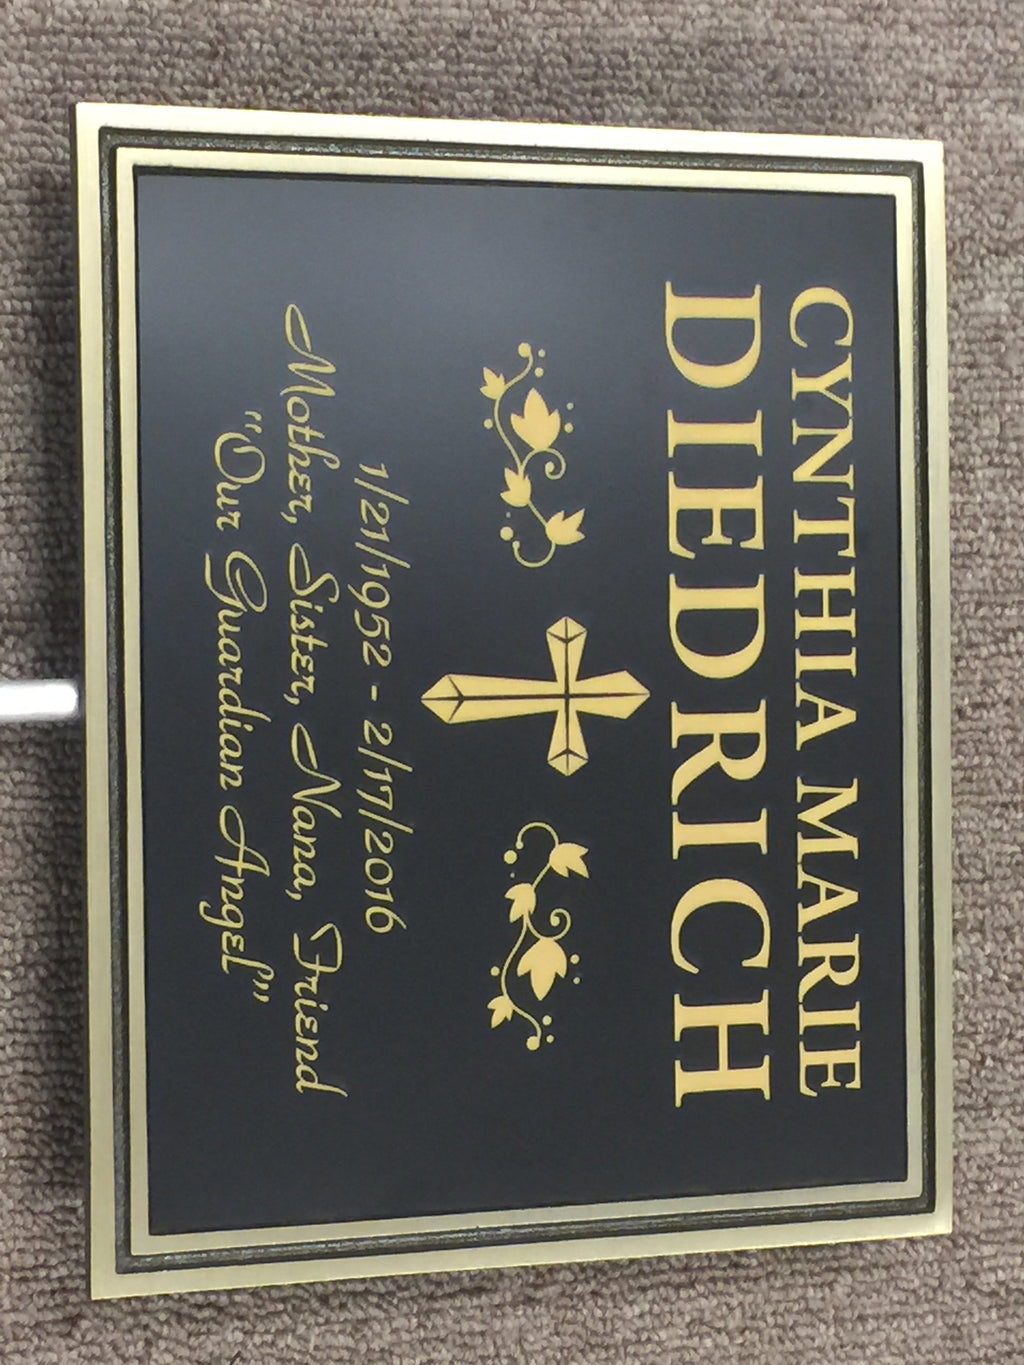 CYNTHIA MARIE
DIEDRICH
1/21/1952 - 2/17/2016
Mother, Sister, Nana, Friend
"Our Guardian Angel"